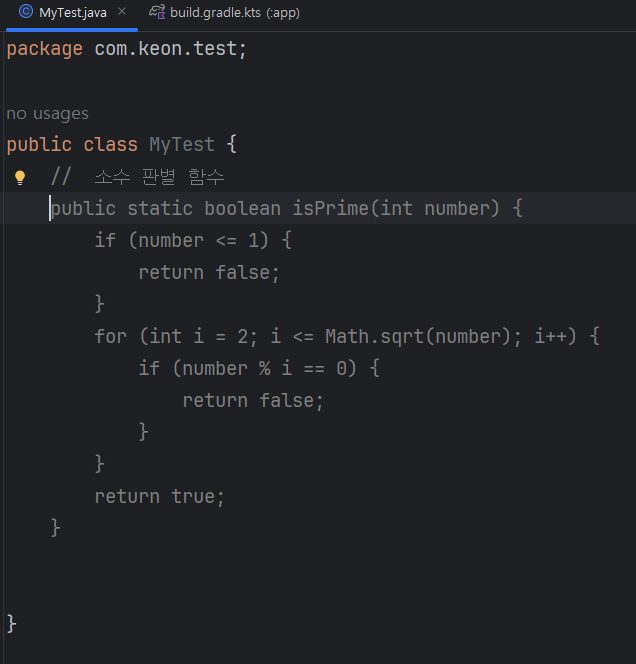 MyTest.java
build.gradle.kts (:app)
package com.keon.test;
no usages
public class MyTest {
// 소수 판별 함수
public static boolean isPrime(int number) {
if (number <= 1) {
return false;
}
for (int i = 2; i <= Math.sqrt(number); i++) {
if (number % i == 0) {
return false;
}
}
return true;
}
}